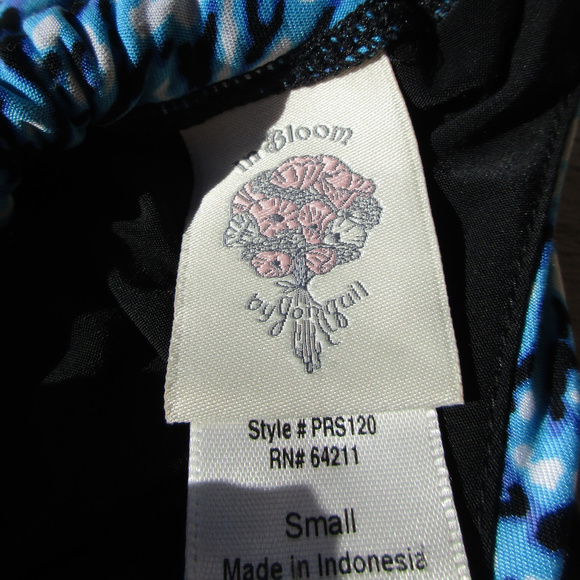 in Bloom
by Jonquil
Style # PRS120
RN# 64211
Small
Made in Indonesia